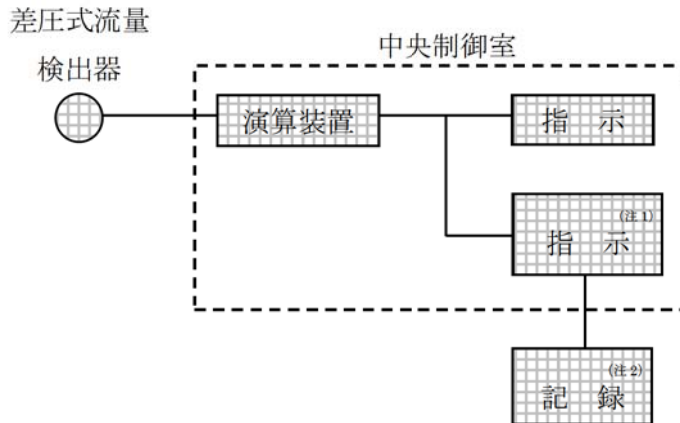 差圧式流量
検出器
中央制御室
演算装置
指 示
(注1)
指 示
(注2)
記 録